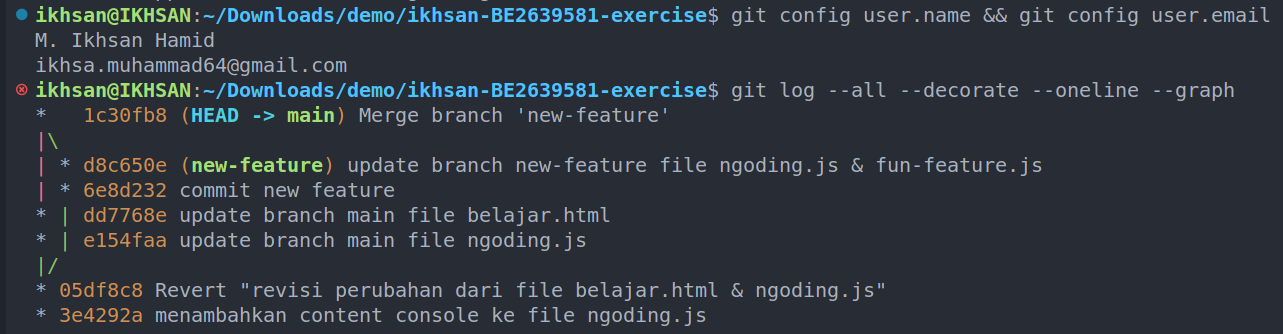 ikhsan@IKHSAN:~/Downloads/demo/ikhsan-BE2639581-exercise$ git config user.name && git config user.email
M. Ikhsan Hamid
ikhsa.muhammad64@gmail.com
ikhsan@IKHSAN:~/Downloads/demo/ikhsan-BE2639581-exercise$ git log --all --decorate --oneline --graph
*   1c30fb8 (HEAD -> main) Merge branch 'new-feature'
|\
| * d8c650e (new-feature) update branch new-feature file ngoding.js & fun-feature.js
| * 6e8d232 commit new feature
* | dd7768e update branch main file belajar.html
* | e154faa update branch main file ngoding.js
|/
* 05df8c8 Revert "revisi perubahan dari file belajar.html & ngoding.js"
* 3e4292a menambahkan content console ke file ngoding.js